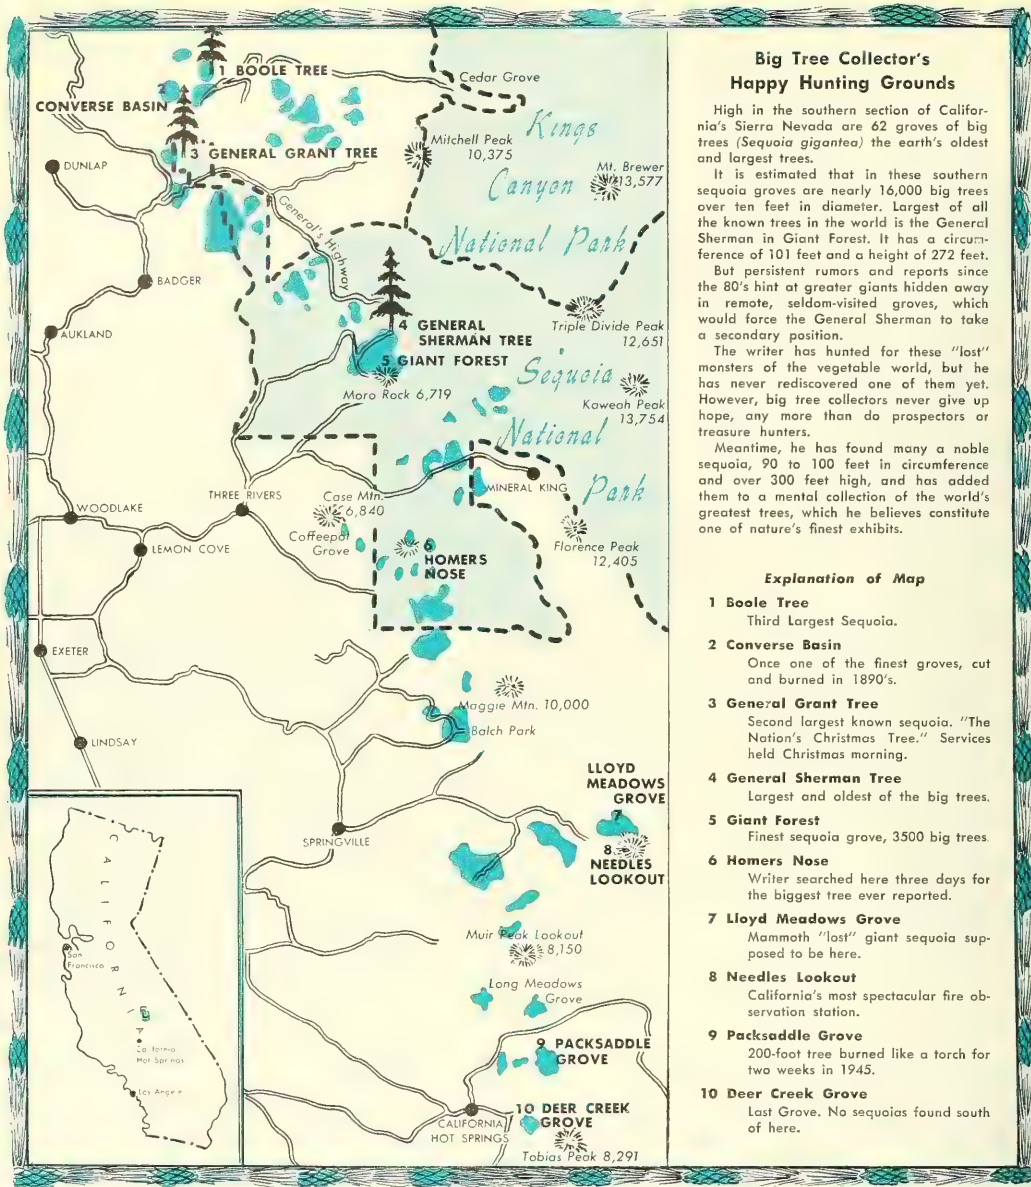 1 BOOLE TREE
2
CONVERSE BASIN
Cedar Grove
Kings
Canyon
National Park
3 GENERAL GRANT TREE
Mitchell Peak
10,375
Mt. Brewer
13,577
DUNLAP
General's Highway
BADGER
AUKLAND
4 GENERAL
SHERMAN TREE
5 GIANT FOREST
Moro Rock 6,719
Triple Divide Peak
12,651
Sequoia
National
Park
Kaweah Peak
13,754
MINERAL KING
THREE RIVERS
Case Mtn.
6,840
Coffeepot
Grove
WOODLAKE
LEMON COVE
6
HOMERS
NOSE
Florence Peak
12,405
EXETER
Maggie Mtn. 10,000
Balch Park
LINDSAY
LLOYD
MEADOWS
GROVE
7
8
NEEDLES
LOOKOUT
SPRINGVILLE
Muir Peak Lookout
8,150
Long Meadows
Grove
9 PACKSADDLE
GROVE
10 DEER CREEK
GROVE
CALIFORNIA
HOT SPRINGS
Tobias Peak 8,291
CALIFORNIA
San
Francisco
California
Hot Springs
Los Angeles
Big Tree Collector's
Happy Hunting Grounds
High in the southern section of Califor-
nia's Sierra Nevada are 62 groves of big
trees (Sequoia gigantea) the earth's oldest
and largest trees.
It is estimated that in these southern
sequoia groves are nearly 16,000 big trees
over ten feet in diameter. Largest of all
the known trees in the world is the General
Sherman in Giant Forest. It has a circum-
ference of 101 feet and a height of 272 feet.
But persistent rumors and reports since
the 80's hint at greater giants hidden away
in remote, seldom-visited groves, which
would force the General Sherman to take
a secondary position.
The writer has hunted for these "lost"
monsters of the vegetable world, but he
has never rediscovered one of them yet.
However, big tree collectors never give up
hope, any more than do prospectors or
treasure hunters.
Meantime, he has found many a noble
sequoia, 90 to 100 feet in circumference
and over 300 feet high, and has added
them to a mental collection of the world's
greatest trees, which he believes constitute
one of nature's finest exhibits.
Explanation of Map
1 Boole Tree
Third Largest Sequoia.
2 Converse Basin
Once one of the finest groves, cut
and burned in 1890's.
3 General Grant Tree
Second largest known sequoia. "The
Nation's Christmas Tree." Services
held Christmas morning.
4 General Sherman Tree
Largest and oldest of the big trees.
5 Giant Forest
Finest sequoia grove, 3500 big trees
6 Homers Nose
Writer searched here three days for
the biggest tree ever reported.
7 Lloyd Meadows Grove
Mammoth "lost" giant sequoia sup-
posed to be here.
8 Needles Lookout
California's most spectacular fire ob-
servation station.
9 Packsaddle Grove
200-foot tree burned like a torch for
two weeks in 1945.
10 Deer Creek Grove
Last Grove. No sequoias found south
of here.